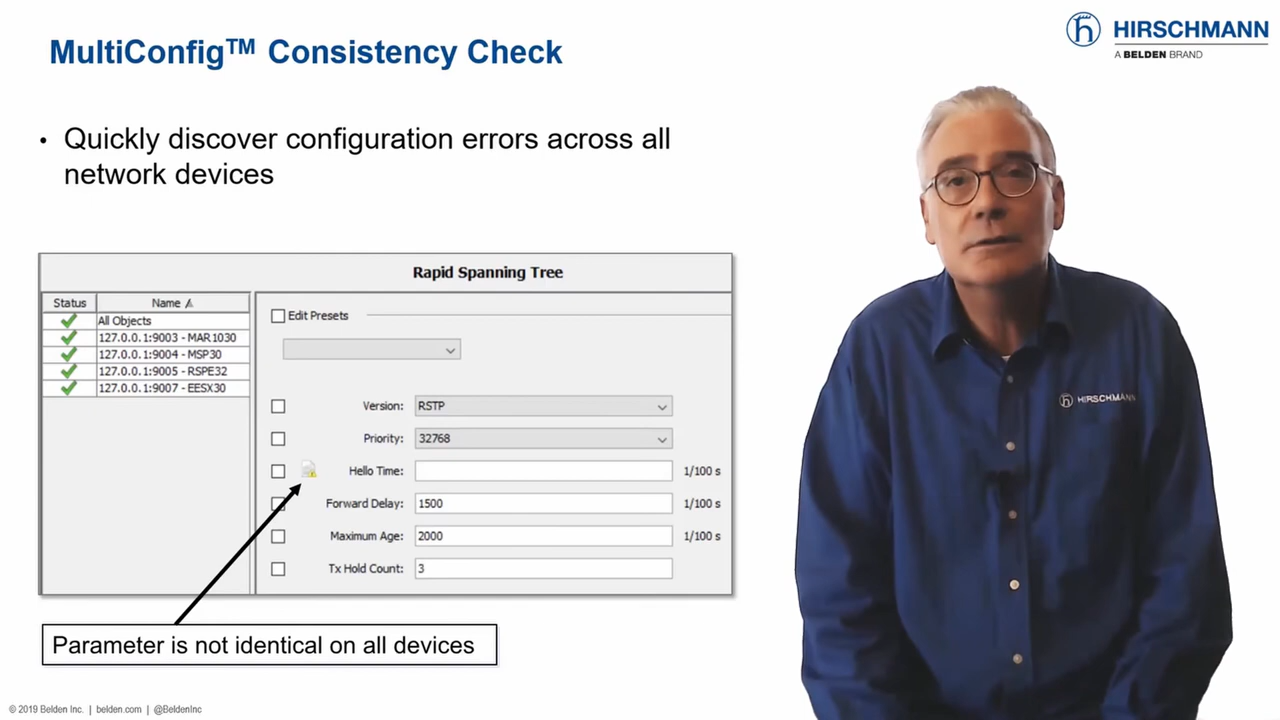 MultiConfig™ Consistency Check
HIRSCHMANN
A BELDEN BRAND
• Quickly discover configuration errors across all
network devices
Rapid Spanning Tree
Status Name
All Objects
127.0.0.1:9003 - MAR1030
127.0.0.1:9004 - MSP30
127.0.0.1:9005 - RSPE32
127.0.0.1:9007 - EESX30
Edit Presets
Version: RSTP
Priority: 32768
Hello Time: 1/100 s
Forward Delay: 1500 1/100 s
Maximum Age: 2000 1/100 s
Tx Hold Count: 3
HIRSCHMANN
Parameter is not identical on all devices
© 2019 Belden Inc. | belden.com | @BeldenInc